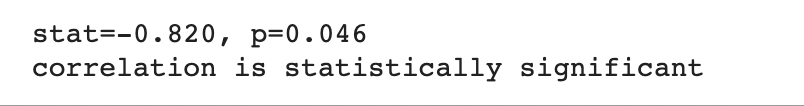 stat=-0.820, p=0.046
correlation is statistically significant